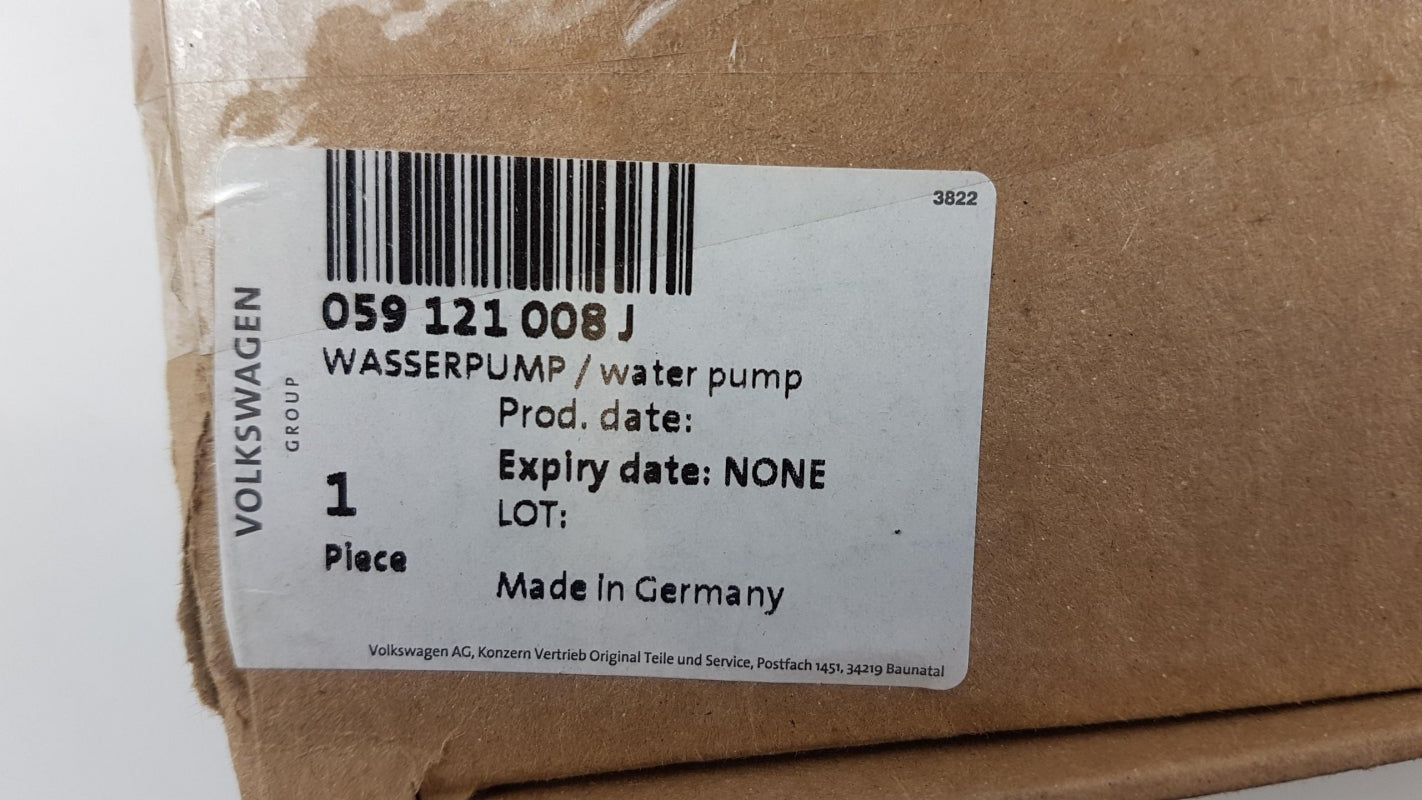 3822
059 121 008 J
WASSERPUMP / water pump
Prod. date:
Expiry date: NONE
LOT:
1
Piece
Made in Germany
VOLKSWAGEN
GROUP
Volkswagen AG, Konzern Vertrieb Original Teile und Service, Postfach 1451, 34219 Baunatal